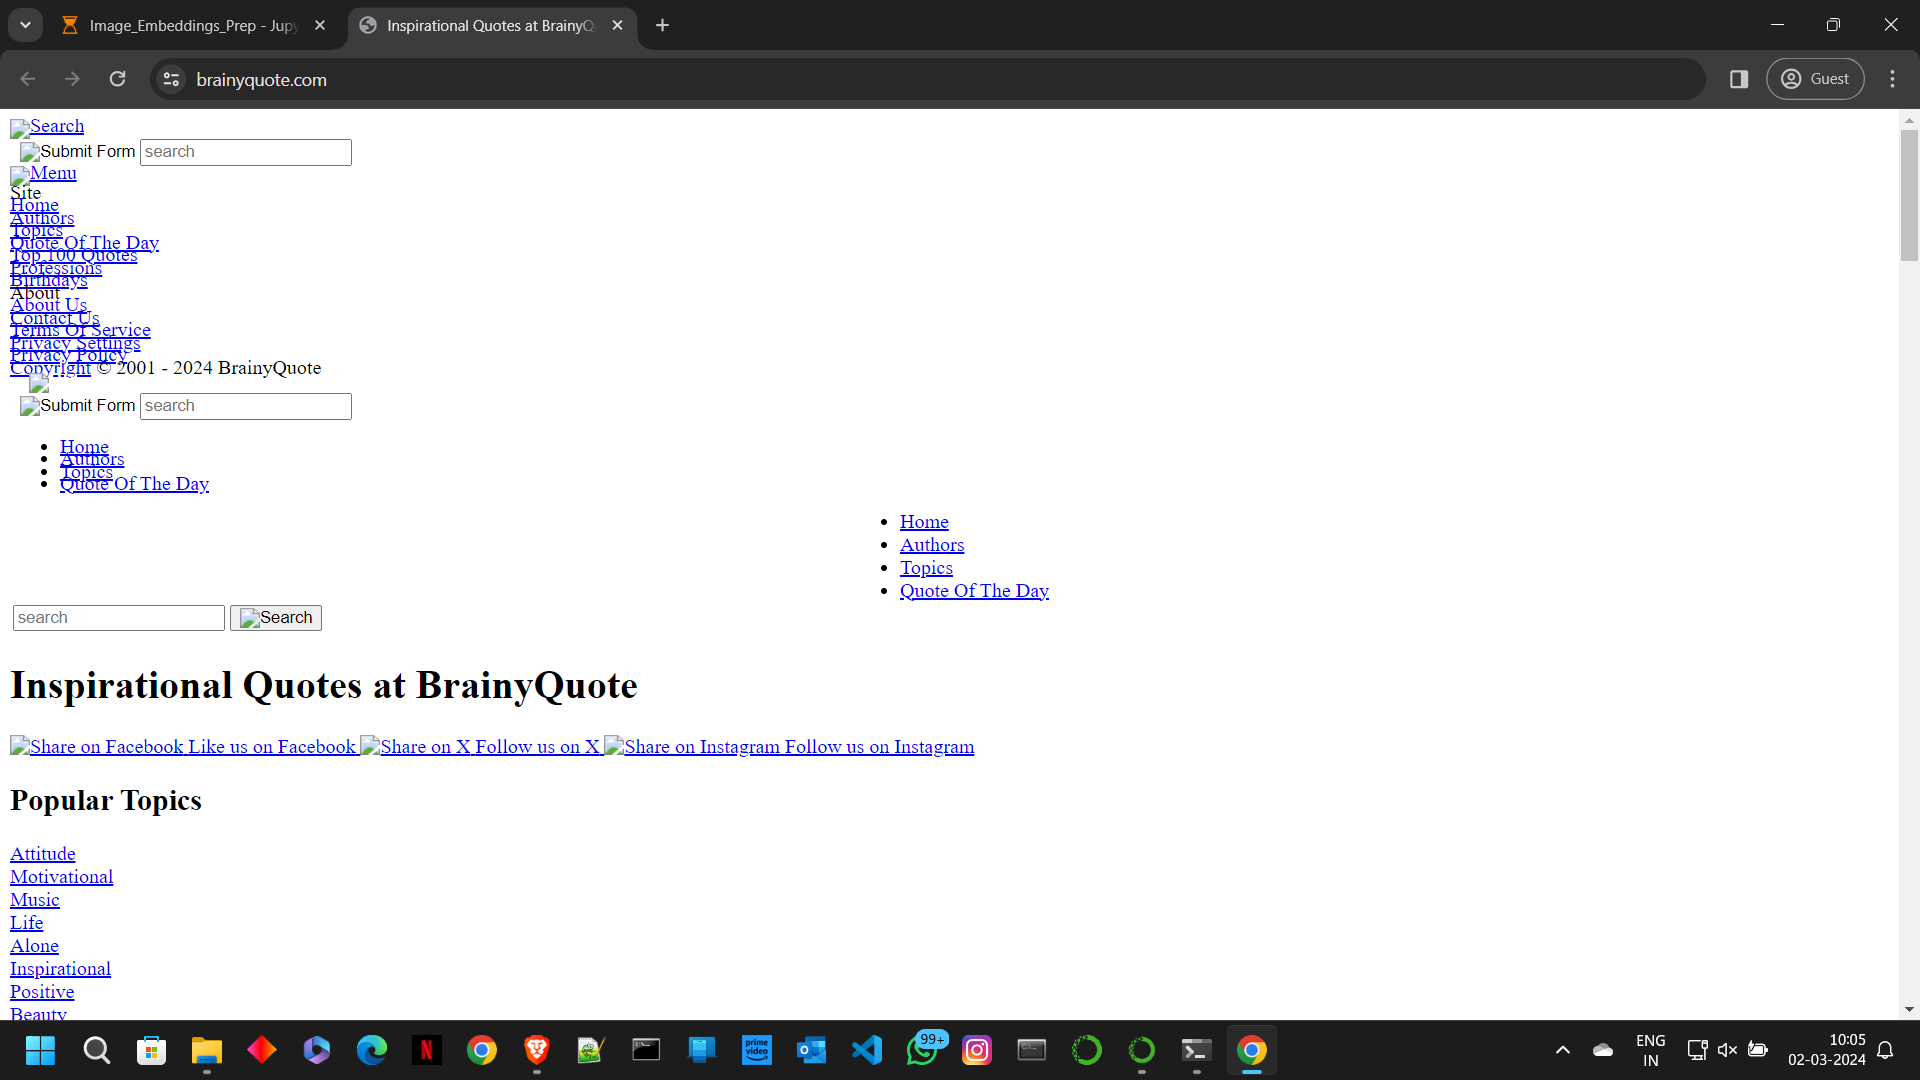 Image_Embeddings_Prep - Jupy
Inspirational Quotes at BrainyQ
brainyquote.com
Guest
Search
Submit Form search
Menu
Site
Home
Authors
Topics
Quote Of The Day
Top 100 Quotes
Professions
Birthdays
About
About Us
Contact Us
Terms Of Service
Privacy Settings
Privacy Policy
Copyright © 2001 - 2024 BrainyQuote
Submit Form search
Home
Authors
Topics
Quote Of The Day
Home
Authors
Topics
Quote Of The Day
search Search
Inspirational Quotes at BrainyQuote
Share on Facebook Like us on Facebook Share on X Follow us on X Share on Instagram Follow us on Instagram
Popular Topics
Attitude
Motivational
Music
Life
Alone
Inspirational
Positive
Beauty
N
prime video
99+
ENG
IN
10:05
02-03-2024